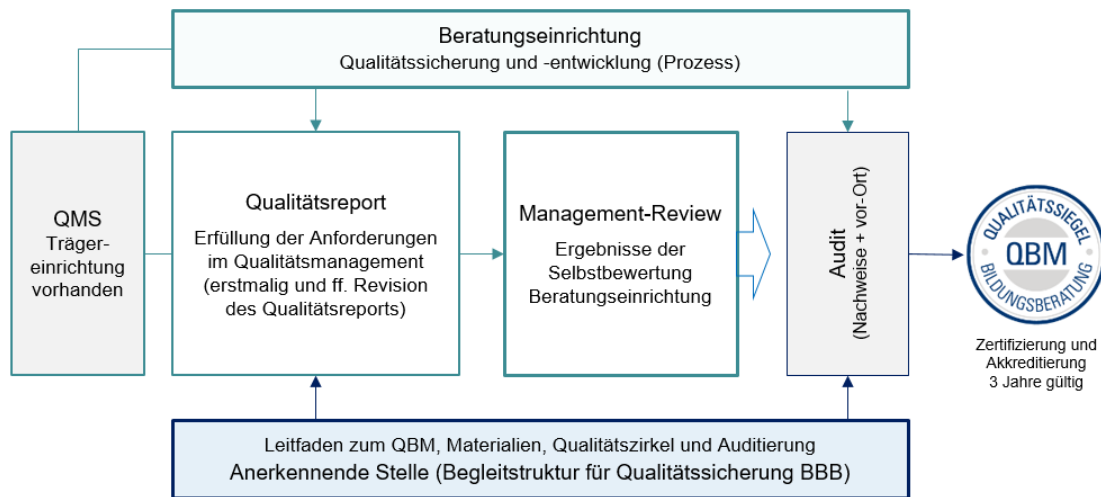 Beratungseinrichtung
Qualitätssicherung und -entwicklung (Prozess)
QMS
Träger-
einrichtung
vorhanden
Qualitätsreport
Erfüllung der Anforderungen
im Qualitätsmanagement
(erstmalig und ff. Revision
des Qualitätsreports)
Management-Review
Ergebnisse der
Selbstbewertung
Beratungseinrichtung
Audit
(Nachweise + vor-Ort)
QUALITÄTSSIEGEL
QBM
BILDUNGSBERATUNG
Zertifizierung und
Akkreditierung
3 Jahre gültig
Leitfaden zum QBM, Materialien, Qualitätszirkel und Auditierung
Anerkennende Stelle (Begleitstruktur für Qualitätssicherung BBB)